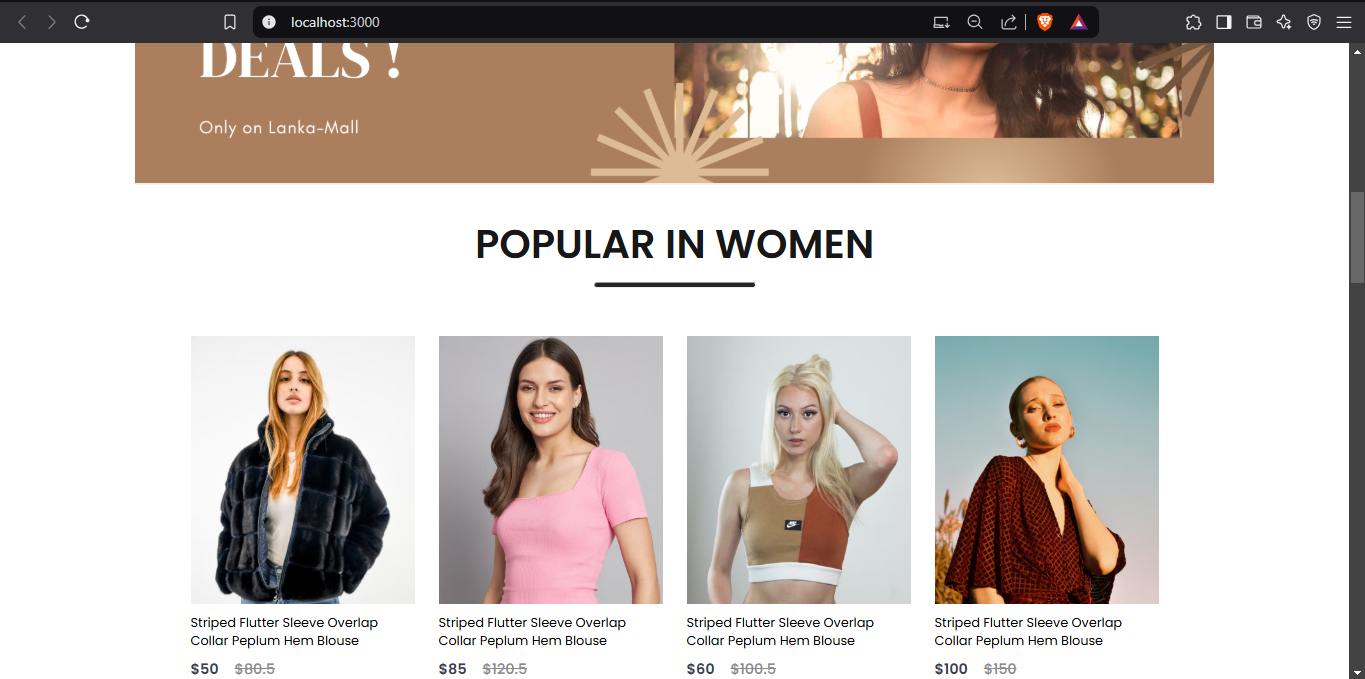 localhost:3000
DEALS !
Only on Lanka-Mall
POPULAR IN WOMEN
Striped Flutter Sleeve Overlap
Collar Peplum Hem Blouse
$50 $80.5
Striped Flutter Sleeve Overlap
Collar Peplum Hem Blouse
$85 $120.5
Striped Flutter Sleeve Overlap
Collar Peplum Hem Blouse
$60 $100.5
Striped Flutter Sleeve Overlap
Collar Peplum Hem Blouse
$100 $150